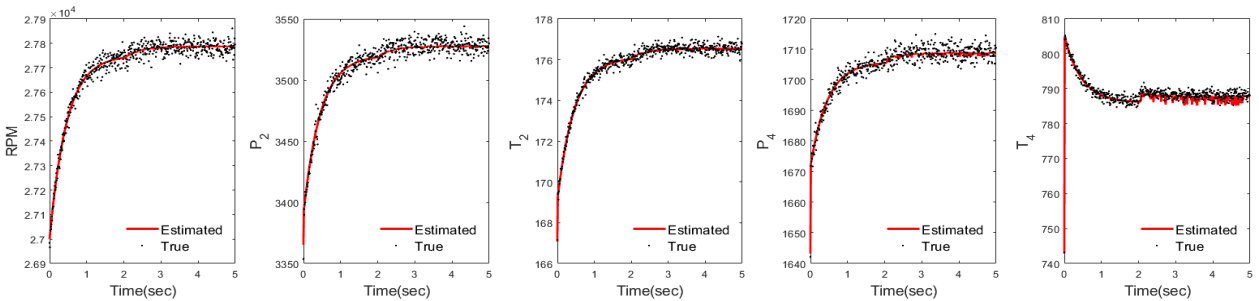 2.79 ×10⁴
2.78
2.77
2.76
2.75
2.74
2.73
2.72
2.71
2.7
2.69
RPM
Estimated
True
0 1 2 3 4 5
Time(sec)
3550
3500
3450
3400
3350
P₂
Estimated
True
0 1 2 3 4 5
Time(sec)
178
176
174
172
170
168
166
T₂
Estimated
True
0 1 2 3 4 5
Time(sec)
1720
1710
1700
1690
1680
1670
1660
1650
1640
P₄
Estimated
True
0 1 2 3 4 5
Time(sec)
810
800
790
780
770
760
750
740
T₄
Estimated
True
0 1 2 3 4 5
Time(sec)